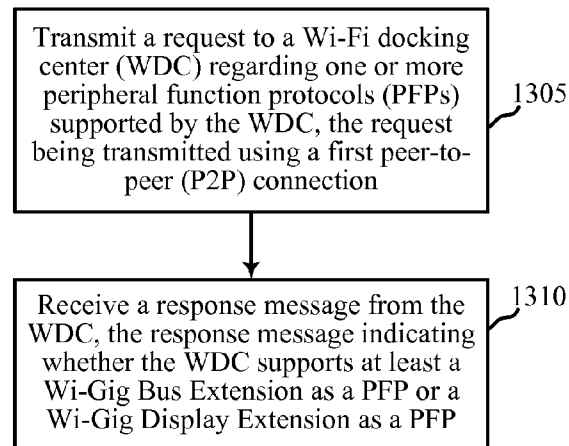 Transmit a request to a Wi-Fi docking
center (WDC) regarding one or more
peripheral function protocols (PFPs)
supported by the WDC, the request
being transmitted using a first peer-to-
peer (P2P) connection
1305
Receive a response message from the
WDC, the response message indicating
whether the WDC supports at least a
Wi-Gig Bus Extension as a PFP or a
Wi-Gig Display Extension as a PFP
1310